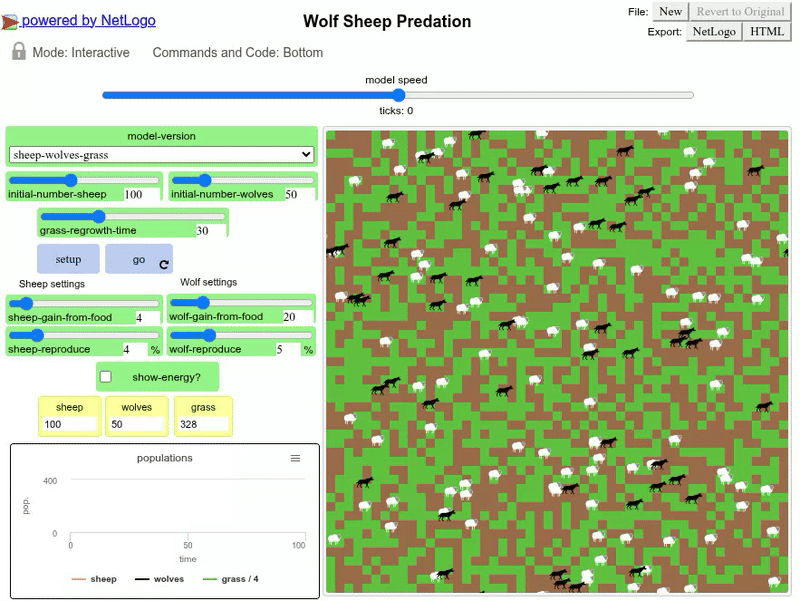 powered by NetLogo
Wolf Sheep Predation
File: New Revert to Original
Export: NetLogo HTML
Mode: Interactive Commands and Code: Bottom
model speed
ticks: 0
model-version
sheep-wolves-grass
initial-number-sheep 100 initial-number-wolves 50
grass-regrowth-time 30
setup go
Sheep settings Wolf settings
sheep-gain-from-food 4 wolf-gain-from-food 20
sheep-reproduce 4 % wolf-reproduce 5 %
show-energy?
sheep wolves grass
100 50 328
populations
400
pop.
0
0 50 100
time
sheep wolves grass / 4